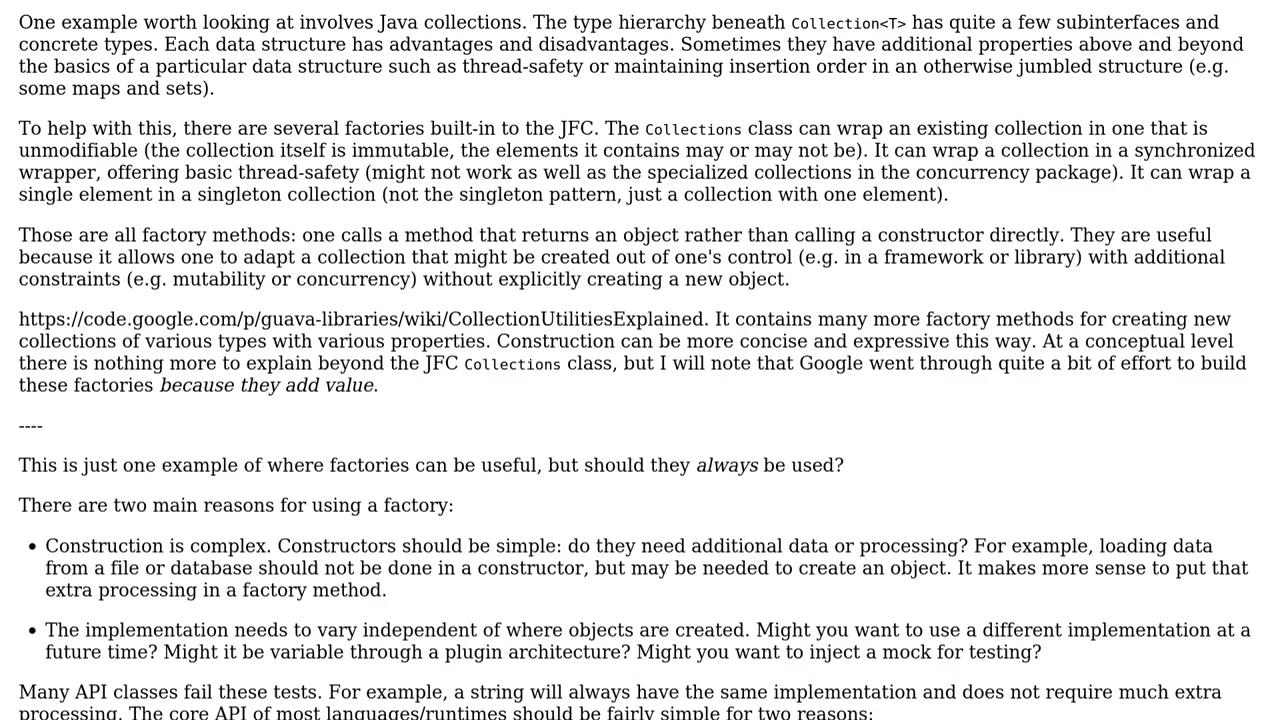 One example worth looking at involves Java collections. The type hierarchy beneath Collection<T> has quite a few subinterfaces and
concrete types. Each data structure has advantages and disadvantages. Sometimes they have additional properties above and beyond
the basics of a particular data structure such as thread-safety or maintaining insertion order in an otherwise jumbled structure (e.g.
some maps and sets).
To help with this, there are several factories built-in to the JFC. The Collections class can wrap an existing collection in one that is
unmodifiable (the collection itself is immutable, the elements it contains may or may not be). It can wrap a collection in a synchronized
wrapper, offering basic thread-safety (might not work as well as the specialized collections in the concurrency package). It can wrap a
single element in a singleton collection (not the singleton pattern, just a collection with one element).
Those are all factory methods: one calls a method that returns an object rather than calling a constructor directly. They are useful
because it allows one to adapt a collection that might be created out of one's control (e.g. in a framework or library) with additional
constraints (e.g. mutability or concurrency) without explicitly creating a new object.
https://code.google.com/p/guava-libraries/wiki/CollectionUtilitiesExplained. It contains many more factory methods for creating new
collections of various types with various properties. Construction can be more concise and expressive this way. At a conceptual level
there is nothing more to explain beyond the JFC Collections class, but I will note that Google went through quite a bit of effort to build
these factories because they add value.
----
This is just one example of where factories can be useful, but should they always be used?
There are two main reasons for using a factory:
• Construction is complex. Constructors should be simple: do they need additional data or processing? For example, loading data
from a file or database should not be done in a constructor, but may be needed to create an object. It makes more sense to put that
extra processing in a factory method.
• The implementation needs to vary independent of where objects are created. Might you want to use a different implementation at a
future time? Might it be variable through a plugin architecture? Might you want to inject a mock for testing?
Many API classes fail these tests. For example, a string will always have the same implementation and does not require much extra
processing. The core API of most languages/runtimes should be fairly simple for two reasons: